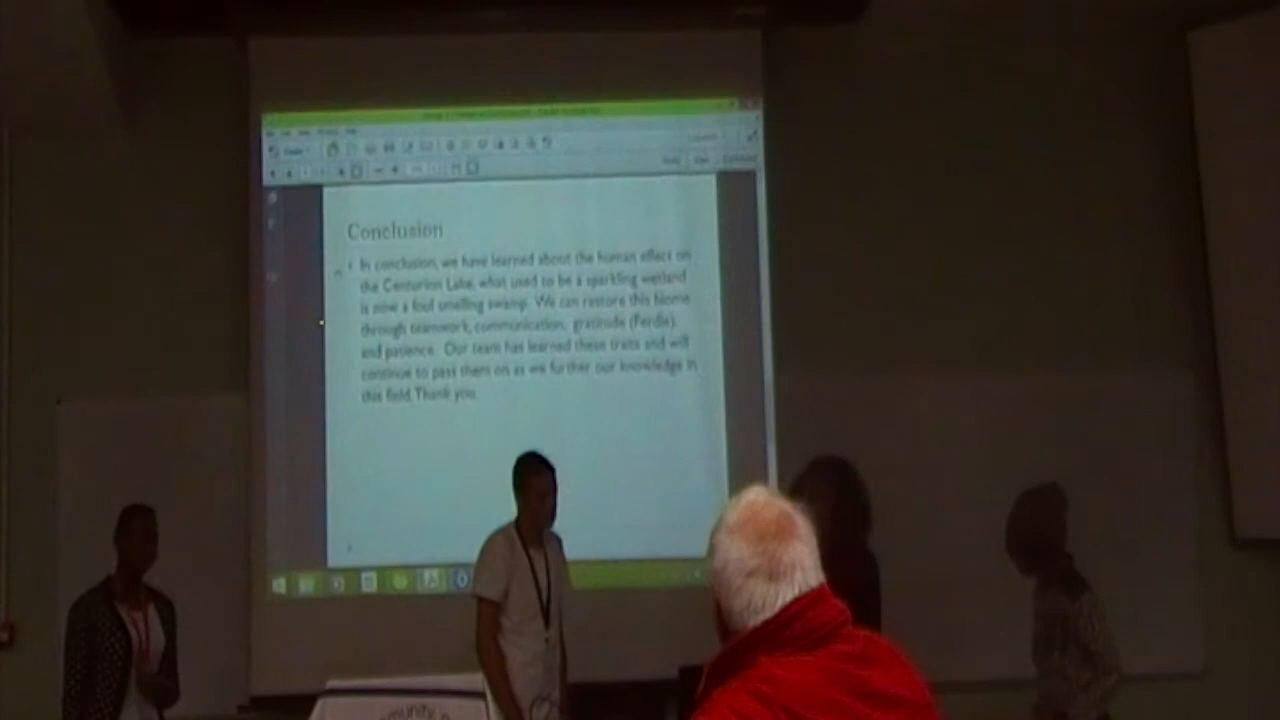 Conclusion
In conclusion, we have learned about the human effect on
the Centurion Lake, what used to be a sparkling wetland
is now a foul smelling swamp. We can restore this biome
through teamwork, communication, gratitude (Ferdie),
and patience. Our team has learned these traits and will
continue to pass them on as we further our knowledge in
this field. Thank you.